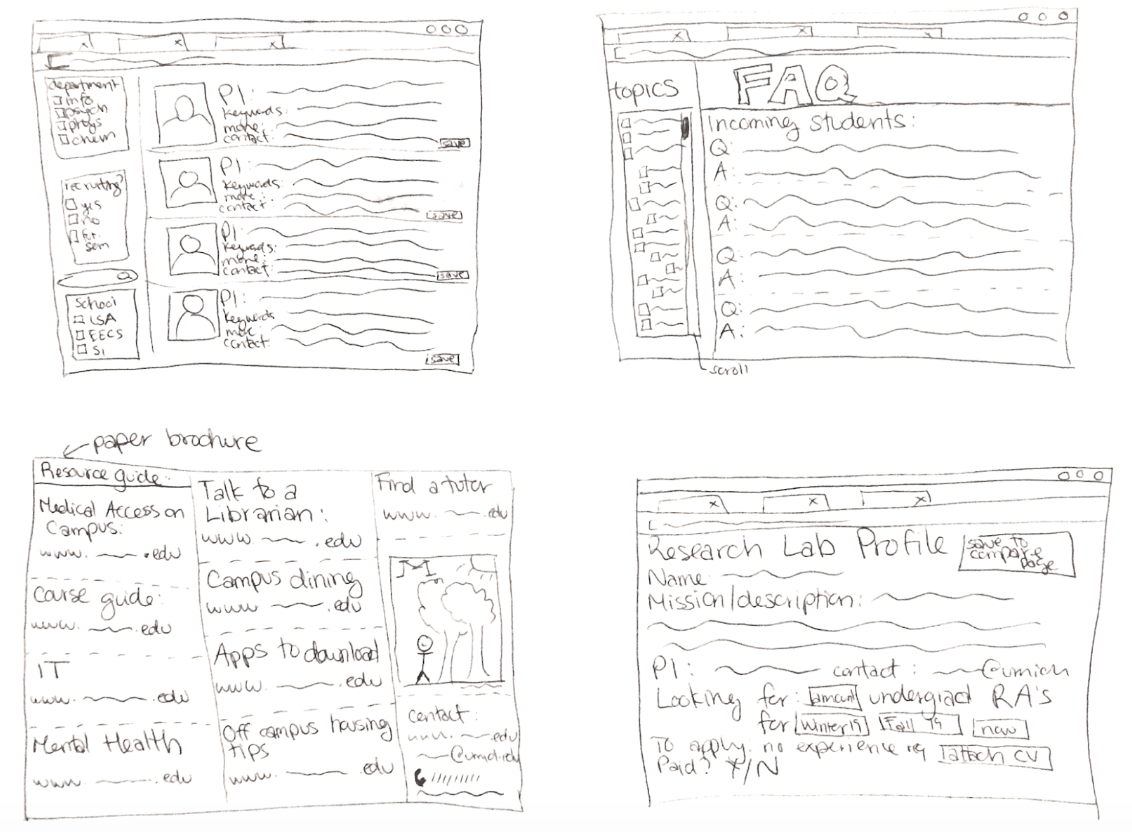 department
info
psych
phys
chem
recruiting?
yes
no
fut.
sem
School
LSA
EECS
SI
PI:
keywords:
more:
contact:
save
PI:
keywords:
more:
contact:
save
PI:
keywords:
more:
contact:
save
PI:
keywords
more:
contact:
save
topics
FAQ
Incoming students:
Q:
A:
Q:
A:
Q:
A:
Q:
A:
scroll
paper brochure
Resource guide:
Medical Access on
Campus:
www. .edu
Course guide:
www. .edu
IT
www. .edu
Mental Health
www. .edu
Talk to a
Librarian:
www. .edu
Campus dining
www. .edu
Apps to download
www. .edu
Off campus housing
tips
www. .edu
Find a tutor
www. .edu
M
Contact:
www. .edu
Research Lab Profile
save to
compare
page
Name
Mission/description:
PI: contact: @umich
Looking for: amount undergrad RA's
for Winter 19 Fall '19 now
To apply: no experience attach CV
Paid? Y/N